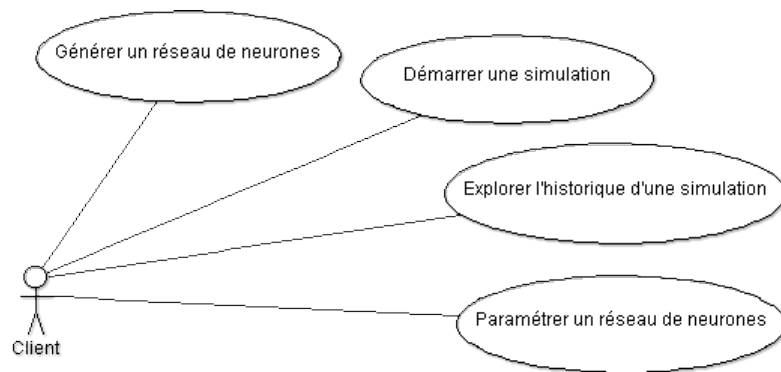 Générer un réseau de neurones
Démarrer une simulation
Explorer l'historique d'une simulation
Paramétrer un réseau de neurones
Client